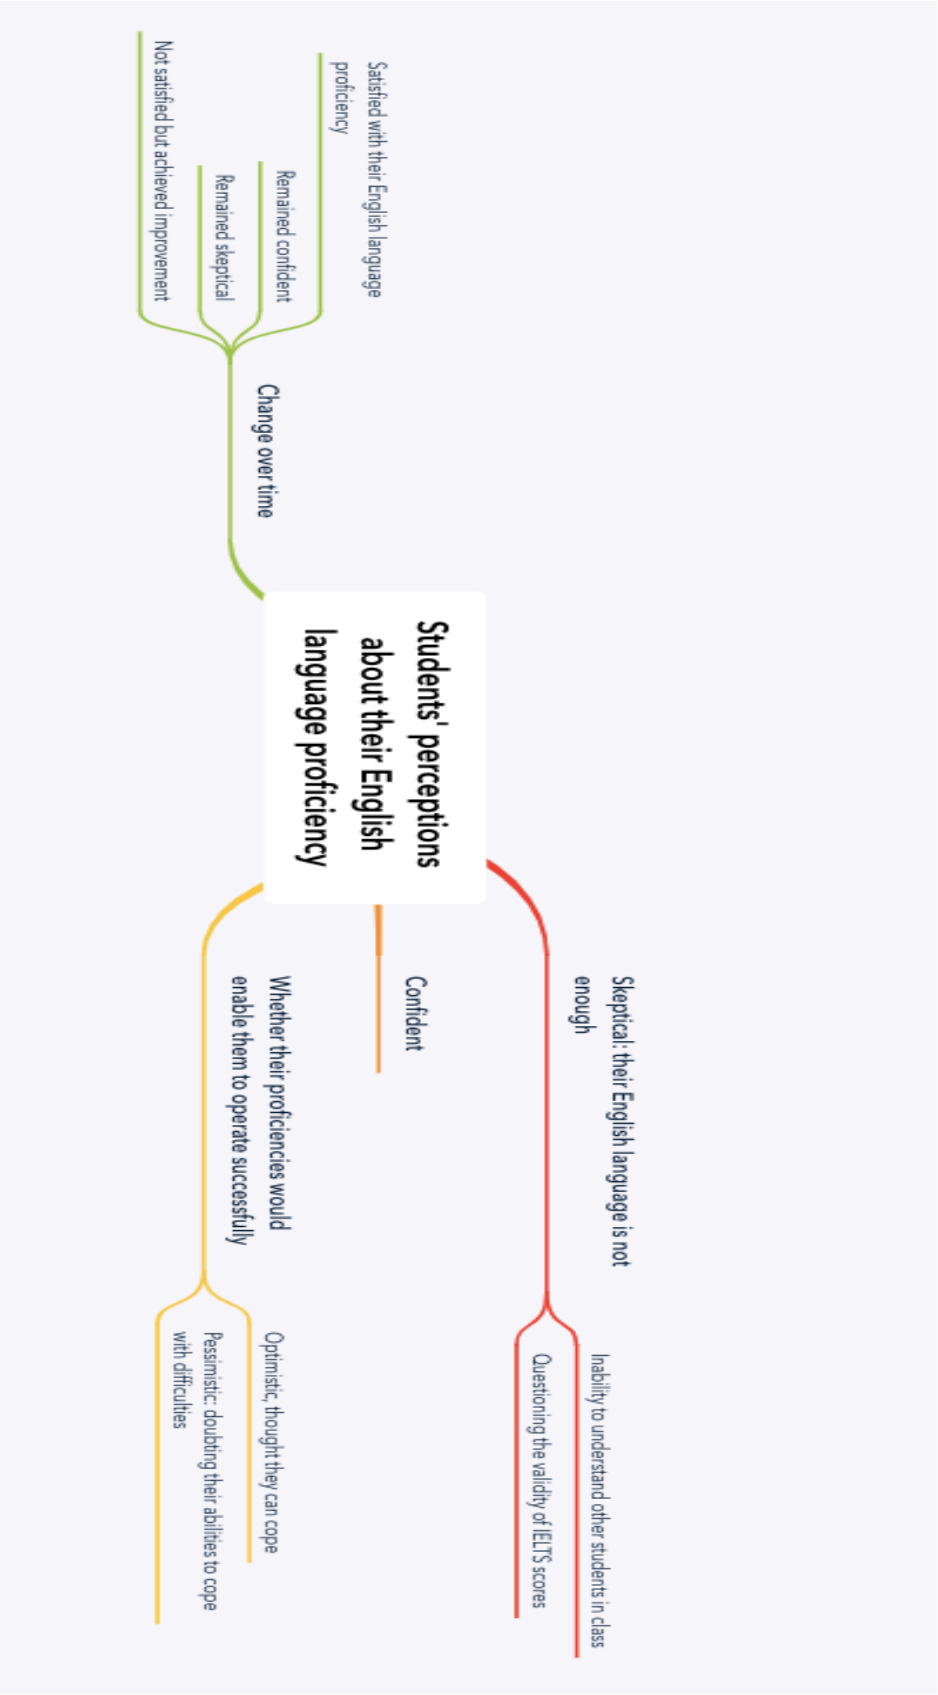 Students' perceptions
about their English
language proficiency
Skeptical: their English language is not
enough
Inability to understand other students in class
Questioning the validity of IELTS scores
Confident
Whether their proficiencies would
enable them to operate successfully
Optimistic, thought they can cope
Pessimistic: doubting their abilities to cope
with difficulties
Change over time
Satisfied with their English language
proficiency
Remained confident
Remained skeptical
Not satisfied but achieved improvement